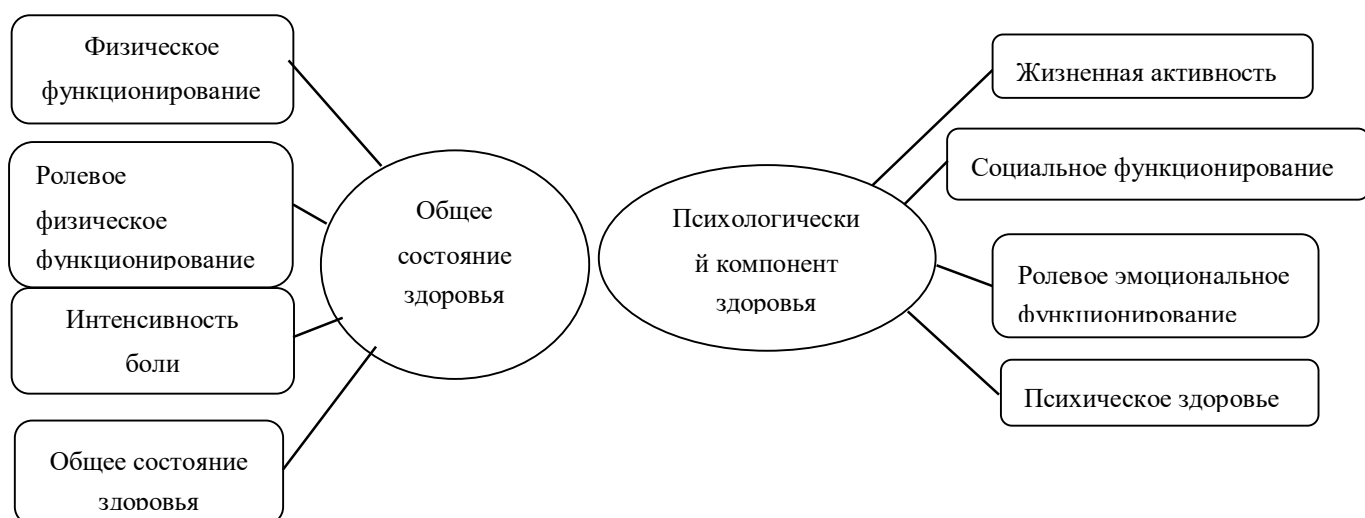 Физическое
функционирование
Ролевое
физическое
функционирование
Интенсивность
боли
Общее состояние
здоровья
Общее
состояние
здоровья
Психологически
й компонент
здоровья
Жизненная активность
Социальное функционирование
Ролевое эмоциональное
функционирование
Психическое здоровье